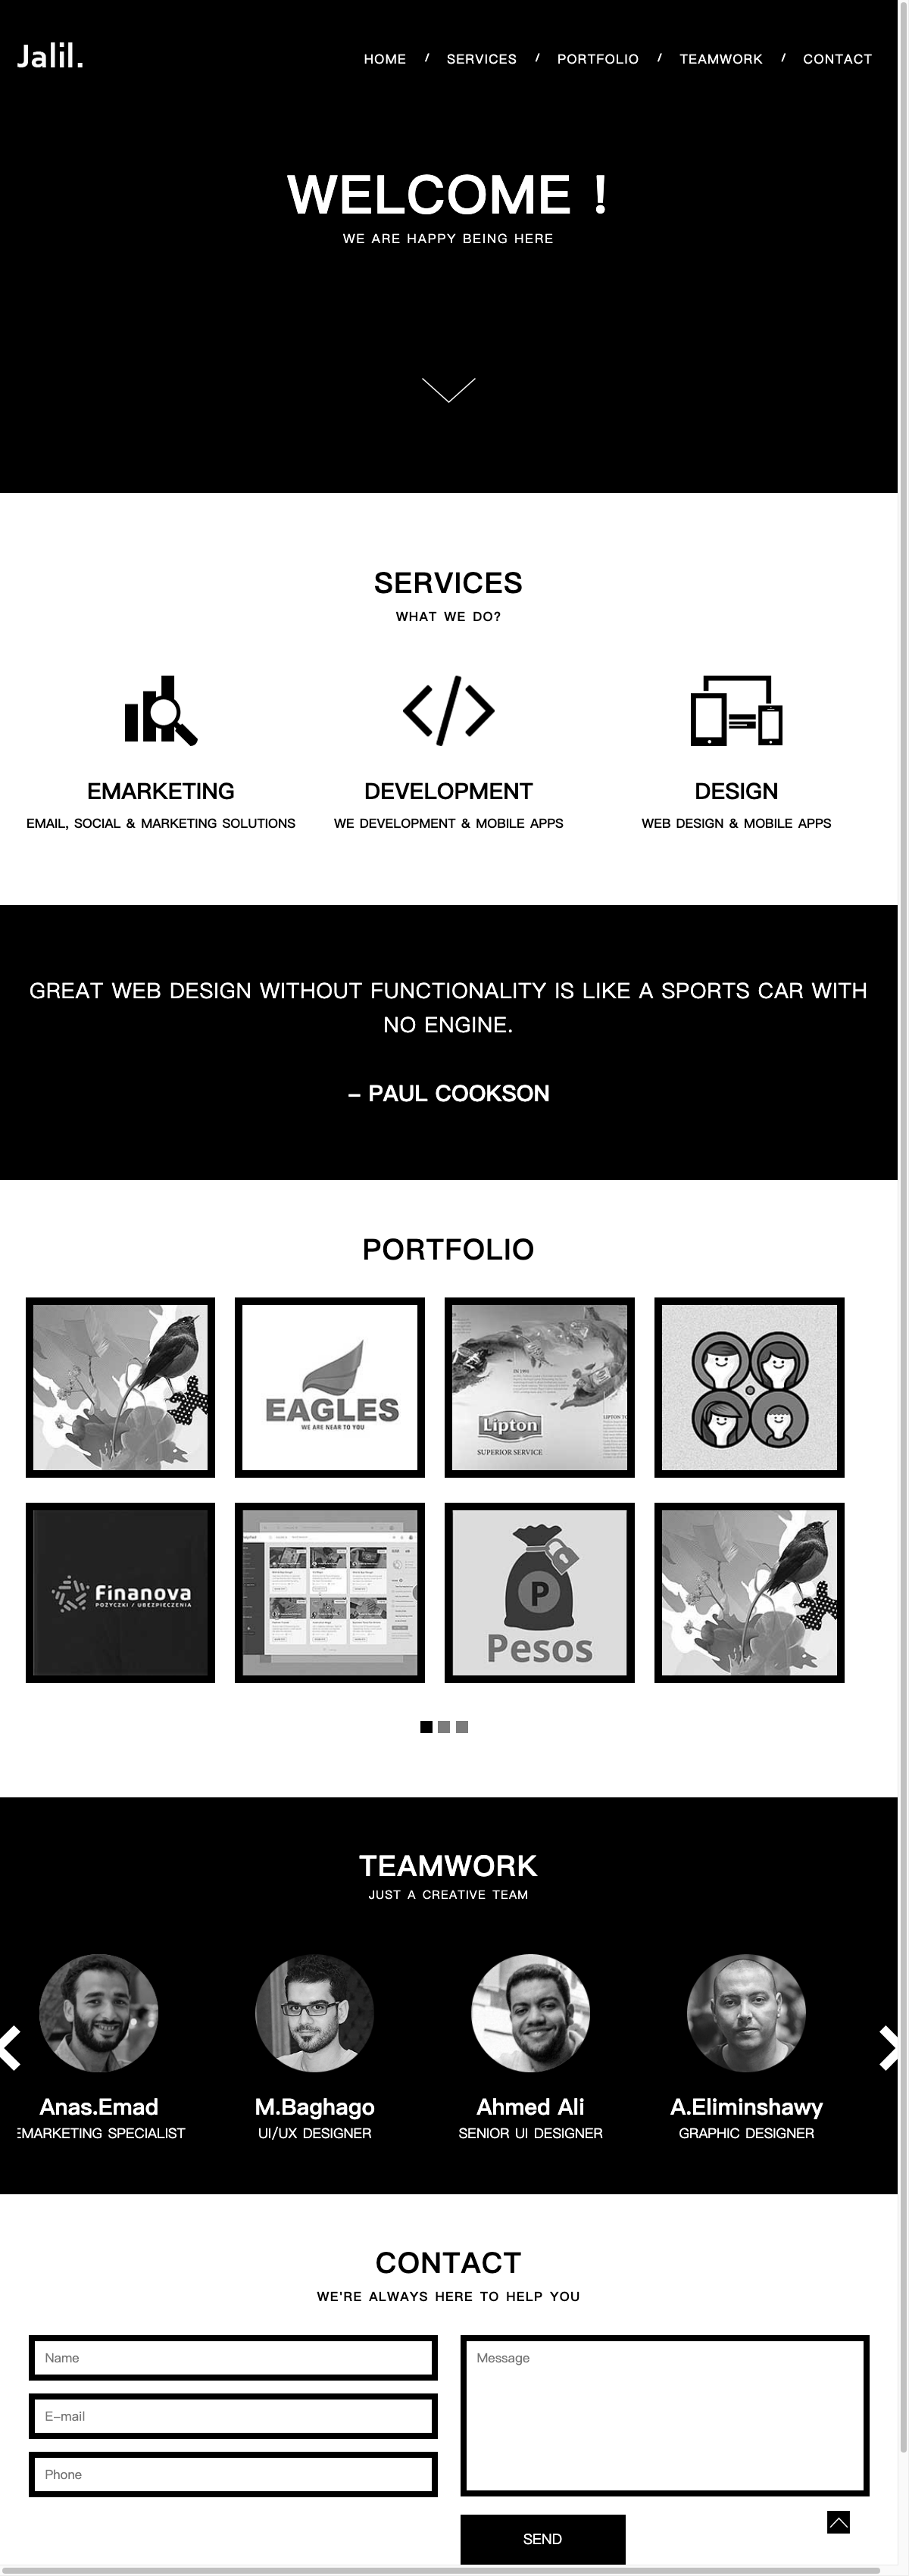 Jalil.
HOME / SERVICES / PORTFOLIO / TEAMWORK / CONTACT
WELCOME !
WE ARE HAPPY BEING HERE
SERVICES
WHAT WE DO?
EMARKETING
EMAIL, SOCIAL & MARKETING SOLUTIONS
DEVELOPMENT
WE DEVELOPMENT & MOBILE APPS
DESIGN
WEB DESIGN & MOBILE APPS
GREAT WEB DESIGN WITHOUT FUNCTIONALITY IS LIKE A SPORTS CAR WITH
NO ENGINE.
– PAUL COOKSON
PORTFOLIO
EAGLES
WE ARE NEAR TO YOU
IN 1991
Lipton
LIPTON TO
SUPERIOR SERVICE
Finanova
POŻYCZKI / UBEZPIECZENIA
P
Pesos
TEAMWORK
JUST A CREATIVE TEAM
Anas.Emad
EMARKETING SPECIALIST
M.Baghago
UI/UX DESIGNER
Ahmed Ali
SENIOR UI DESIGNER
A.Eliminshawy
GRAPHIC DESIGNER
CONTACT
WE'RE ALWAYS HERE TO HELP YOU
Name
E-mail
Phone
Message
SEND